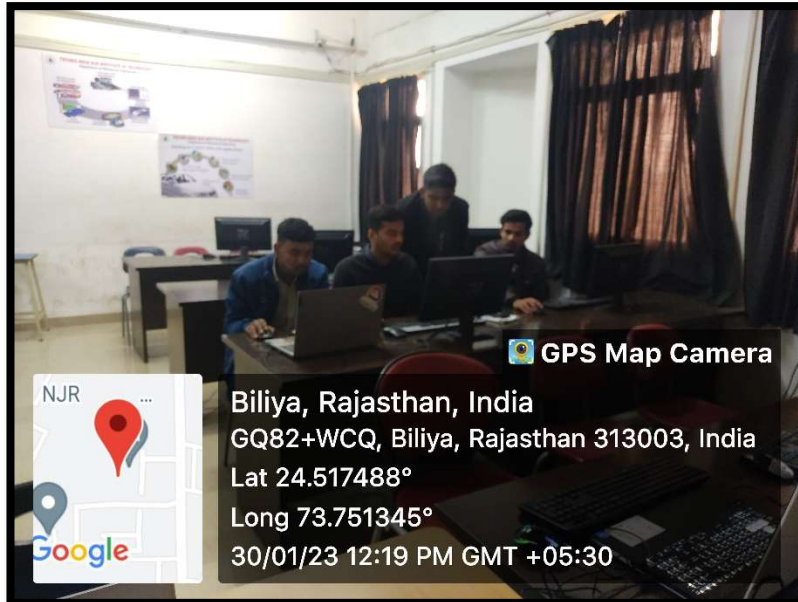 GPS Map Camera
NJR
...
Google
Biliya, Rajasthan, India
GQ82+WCQ, Biliya, Rajasthan 313003, India
Lat 24.517488°
Long 73.751345°
30/01/23 12:19 PM GMT +05:30